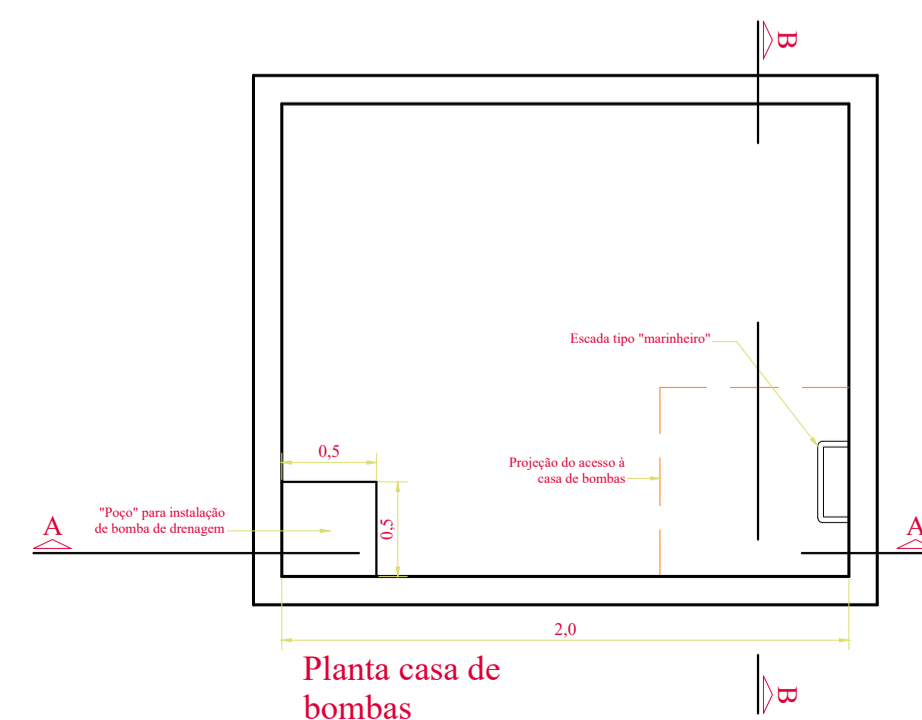 B
Escada tipo "marinheiro"
0,5
Projeção do acesso à
casa de bombas
"Poço" para instalação
de bomba de drenagem
0,5
A
A
2,0
Planta casa de
bombas
B